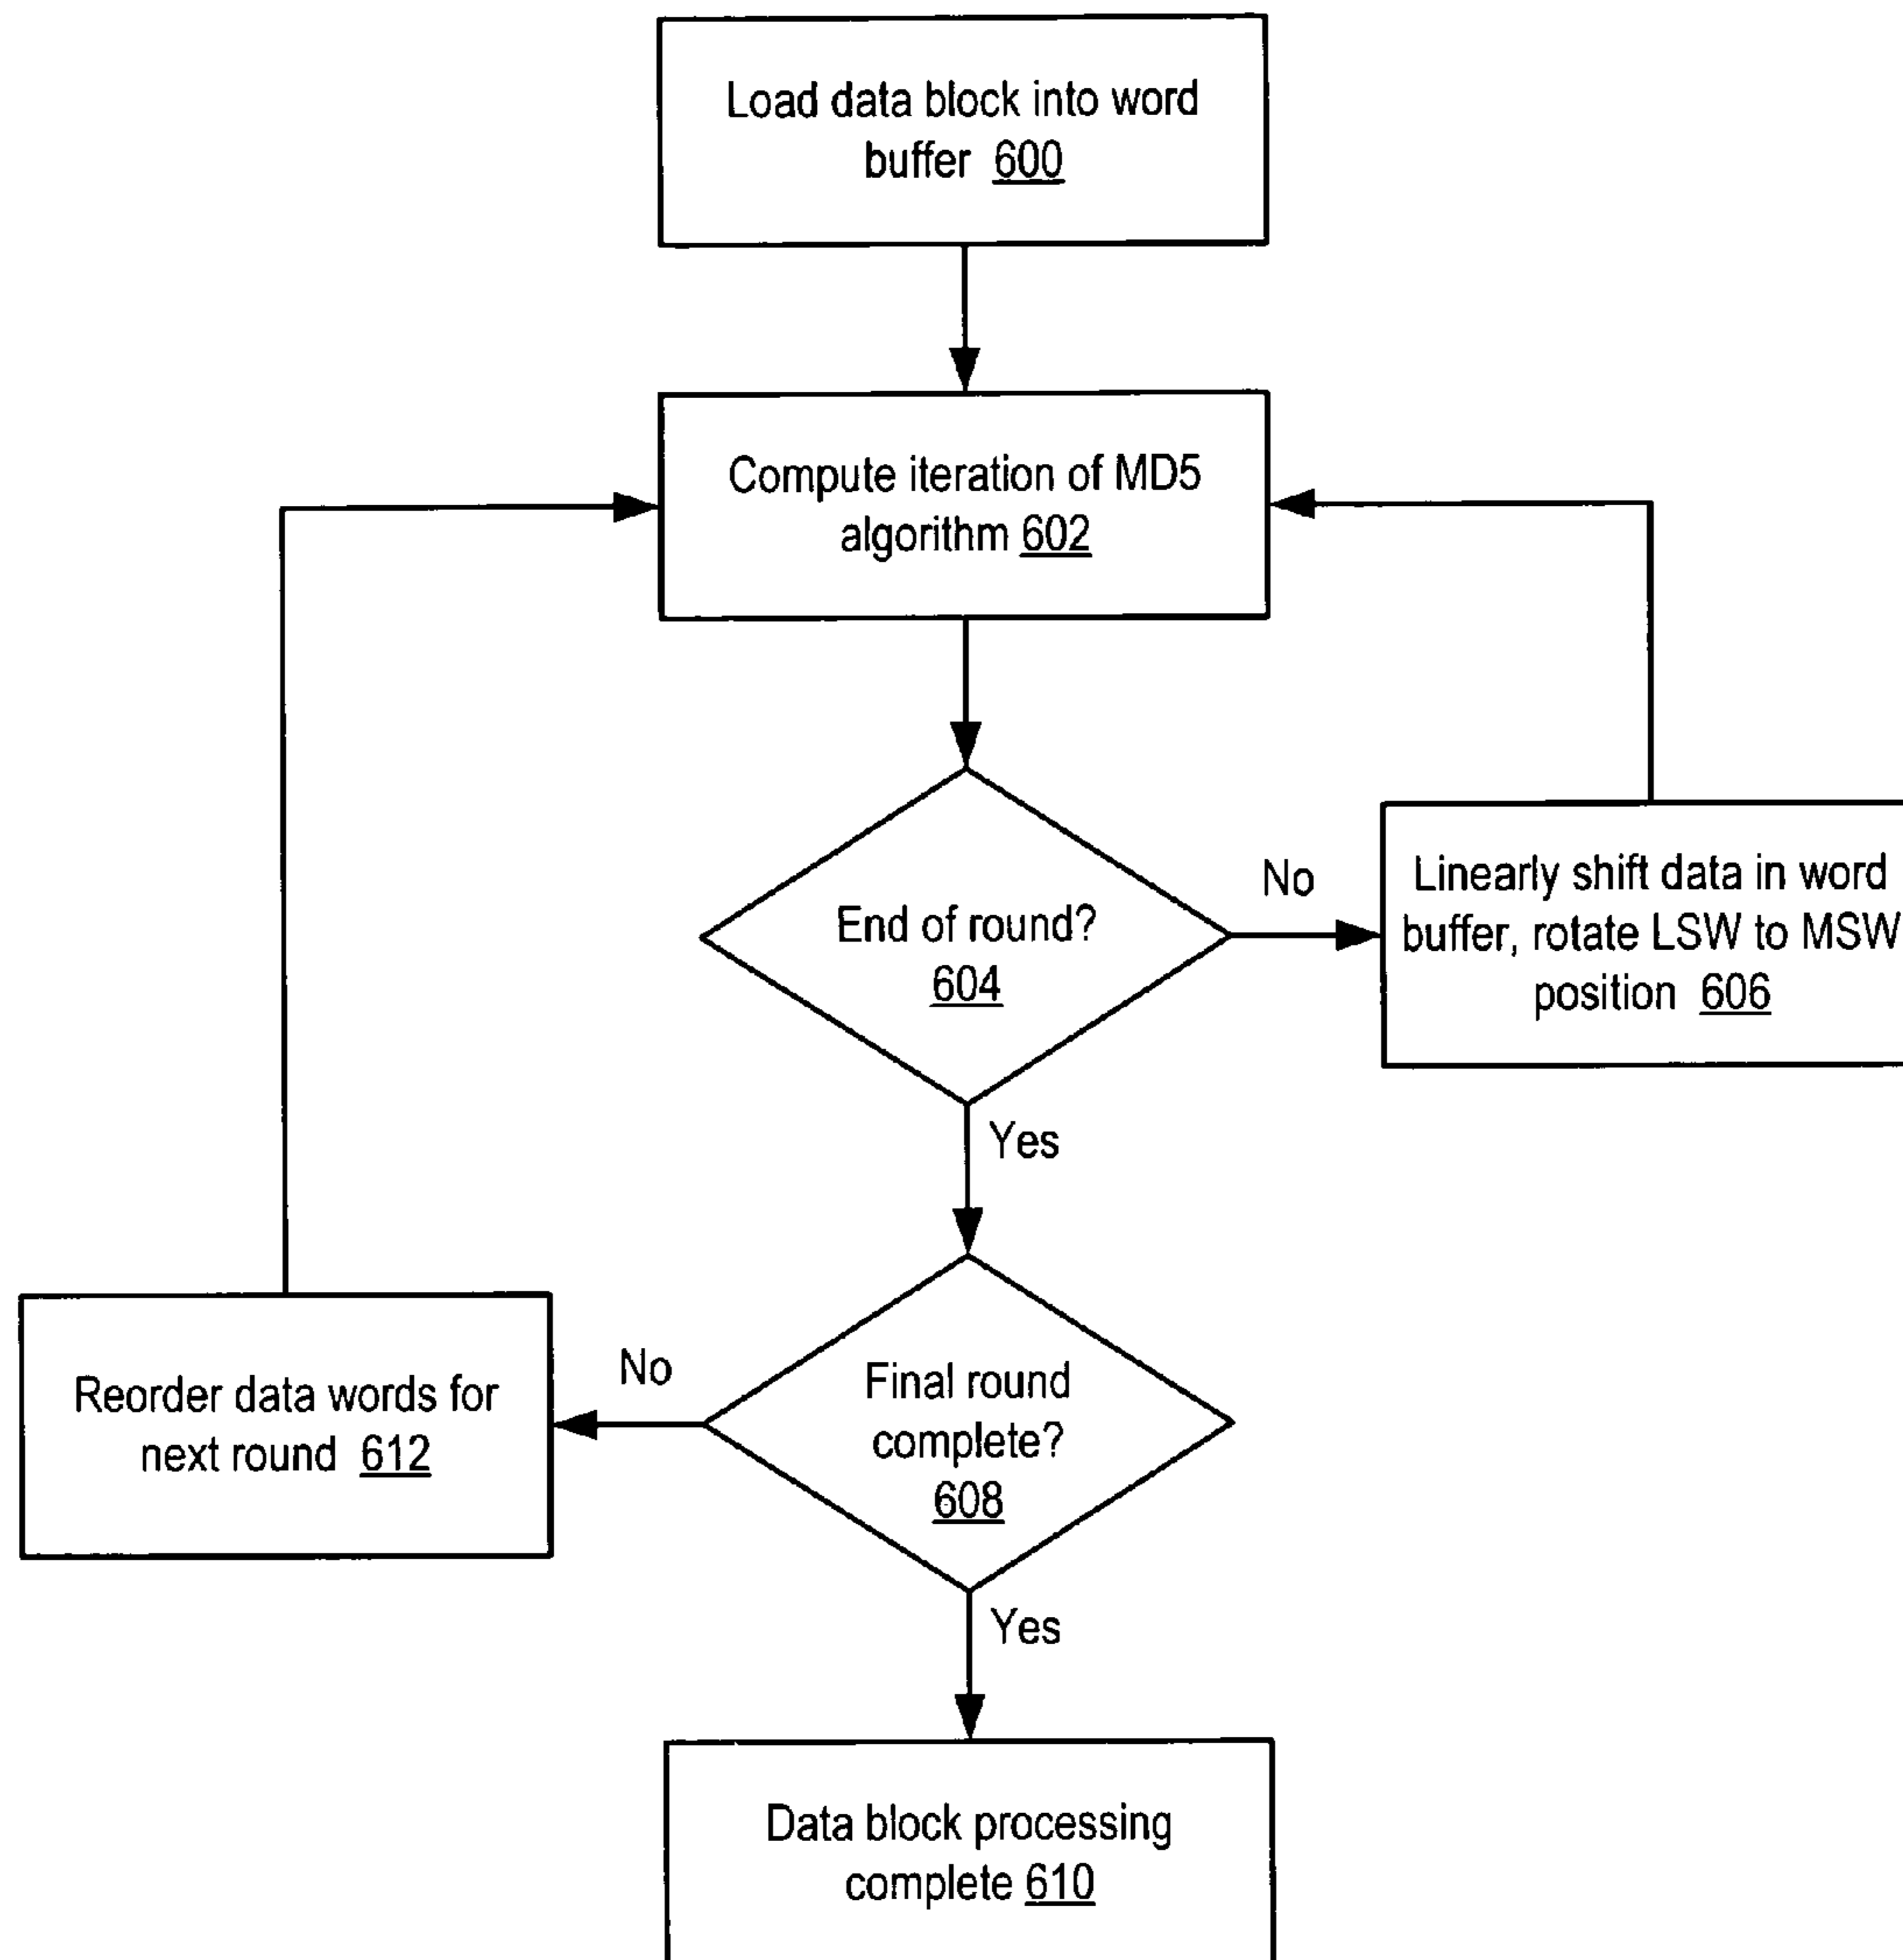 Load data block into word
buffer 600
Compute iteration of MD5
algorithm 602
End of round?
604
No
Linearly shift data in word
buffer, rotate LSW to MSW
position 606
Yes
Final round
complete?
608
No
Reorder data words for
next round 612
Yes
Data block processing
complete 610